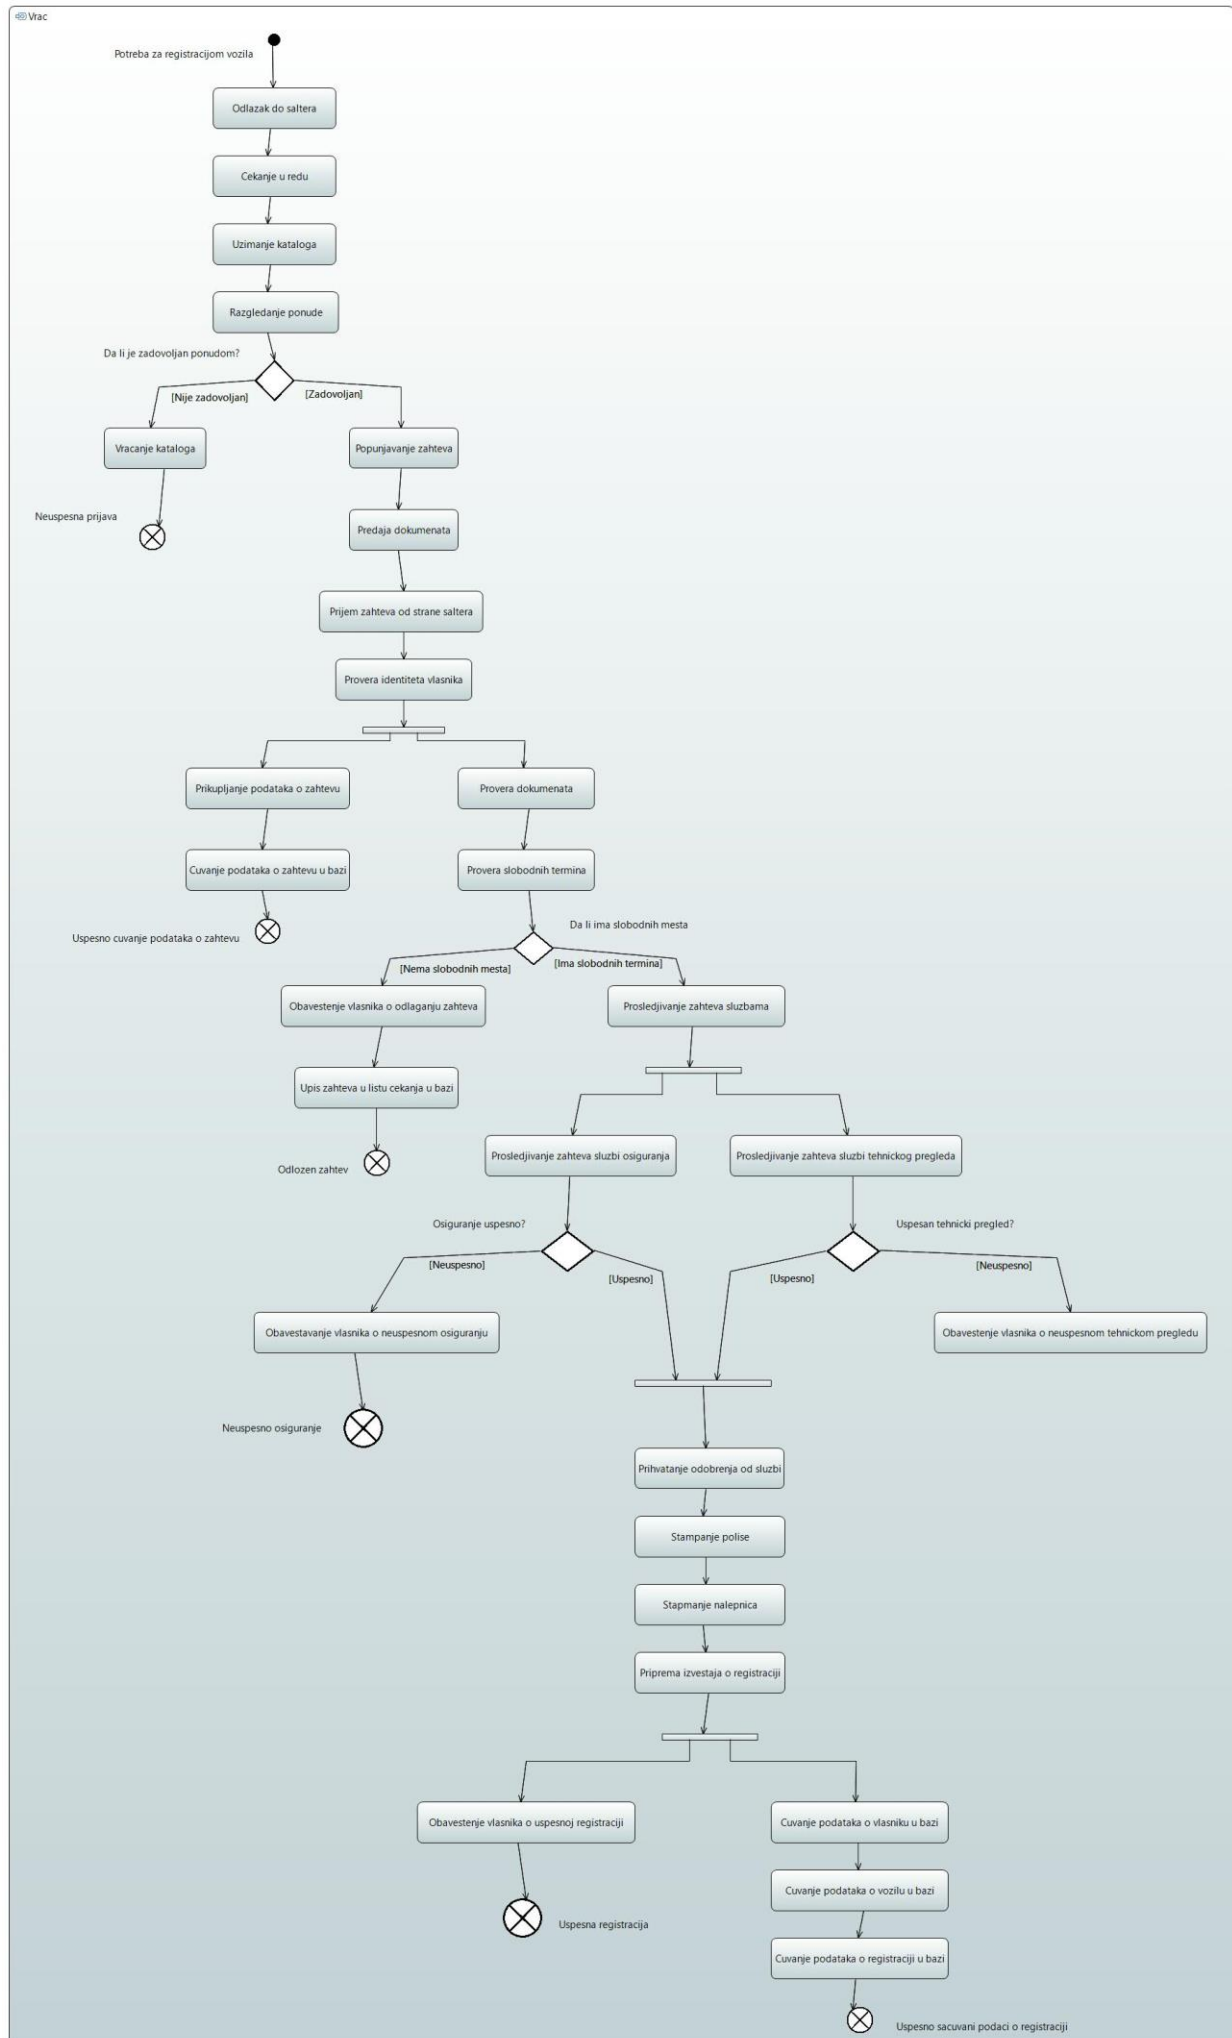 Vrac
Potreba za registracijom vozila
Odlazak do saltera
Cekanje u redu
Uzimanje kataloga
Razgledanje ponude
Da li je zadovoljan ponudom?
[Nije zadovoljan]
[Zadovoljan]
Vracanje kataloga
Popunjavanje zahteva
Neuspesna prijava
Predaja dokumenata
Prijem zahteva od strane saltera
Provera identiteta vlasnika
Prikupljanje podataka o zahtevu
Provera dokumenata
Cuvanje podataka o zahtevu u bazi
Provera slobodnih termina
Uspesno cuvanje podataka o zahtevu
Da li ima slobodnih mesta
[Nema slobodnih mesta]
[Ima slobodnih termina]
Obavestenje vlasnika o odlaganju zahteva
Prosledjivanje zahteva sluzbama
Upis zahteva u listu cekanja u bazi
Odlozen zahtev
Prosledjivanje zahteva sluzbi osiguranja
Prosledjivanje zahteva sluzbi tehnickog pregleda
Osiguranje uspesno?
Uspesan tehnicki pregled?
[Neuspesno]
[Uspesno]
[Uspesno]
[Neuspesno]
Obavestavanje vlasnika o neuspesnom osiguranju
Obavestenje vlasnika o neuspesnom tehnickom pregledu
Neuspesno osiguranje
Prihvatanje odobrenja od sluzbi
Stampanje polise
Stapmanje nalepnica
Priprema izvestaja o registraciji
Obavestenje vlasnika o uspesnoj registraciji
Cuvanje podataka o vlasniku u bazi
Cuvanje podataka o vozilu u bazi
Uspesna registracija
Cuvanje podataka o registraciji u bazi
Uspesno sacuvani podaci o registraciji